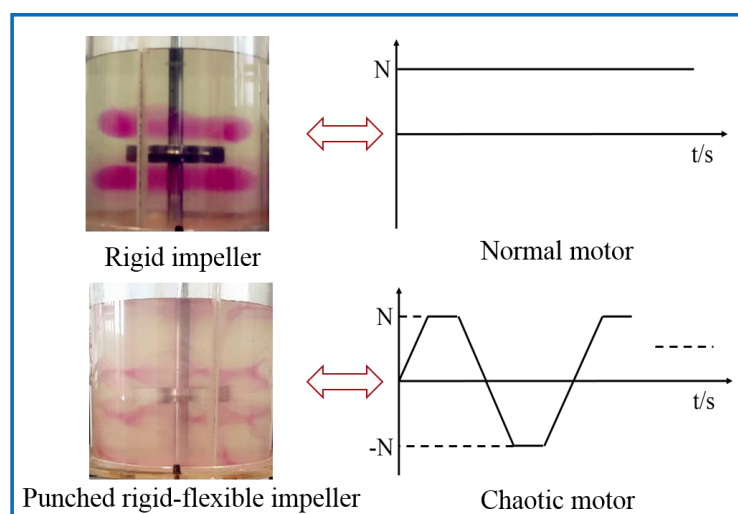 N
t/s
Rigid impeller
Normal motor
N
t/s
-N
Punched rigid-flexible impeller
Chaotic motor